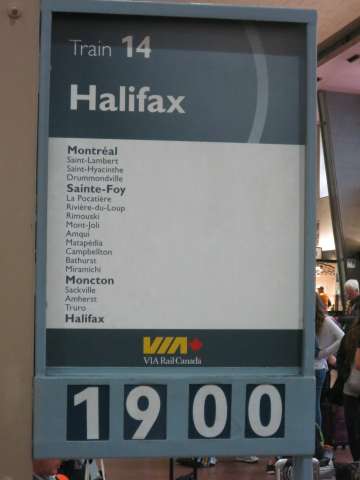 Train 14
Halifax
Montréal
Saint-Lambert
Saint-Hyacinthe
Drummondville
Sainte-Foy
La Pocatière
Rivière-du-Loup
Rimouski
Mont-Joli
Amqui
Matapédia
Campbellton
Bathurst
Miramichi
Moncton
Sackville
Amherst
Truro
Halifax
VIA
VIA Rail Canada
1900